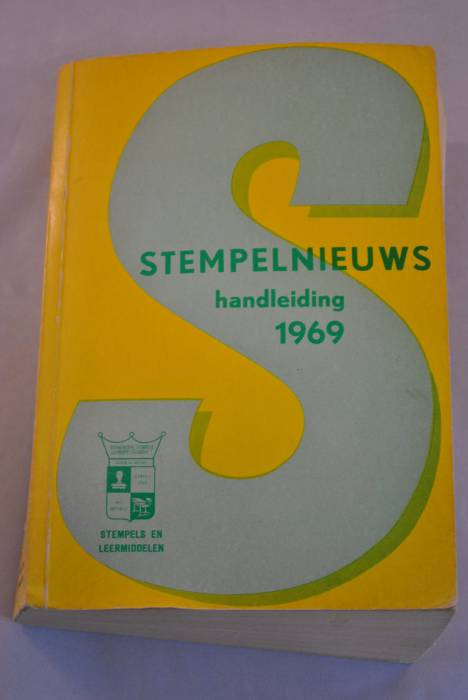 STEMPELNIEUWS
handleiding
1969
STEMPELS EN
LEERMIDDELEN